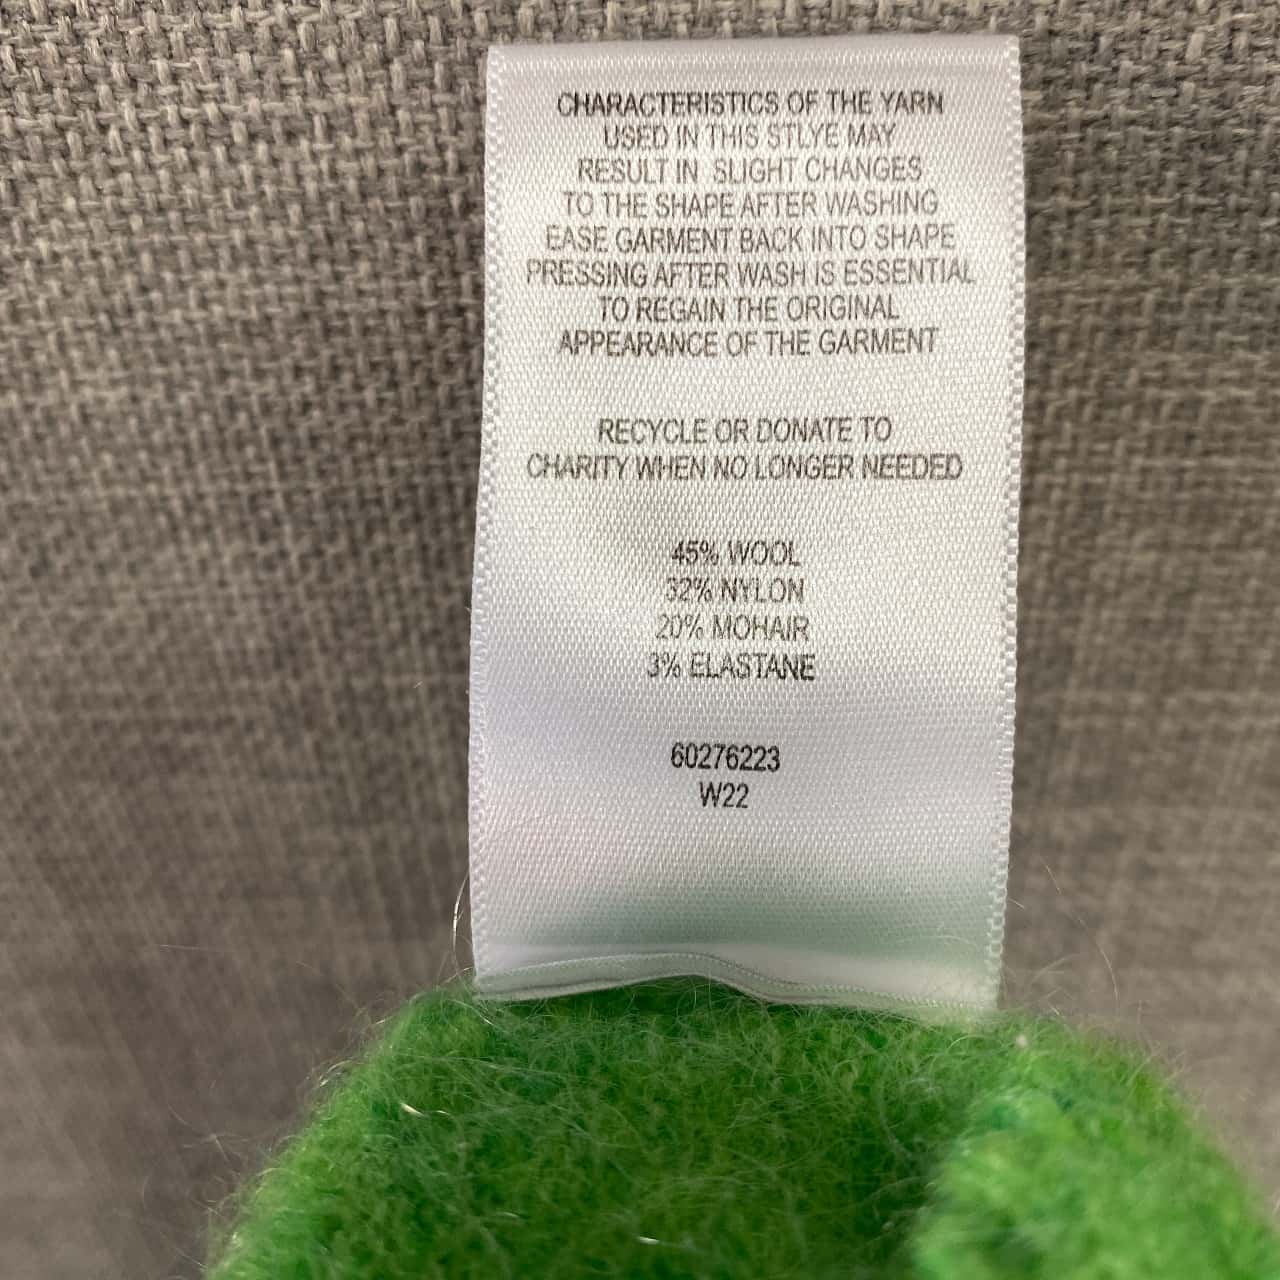 CHARACTERISTICS OF THE YARN
USED IN THIS STLYE MAY
RESULT IN SLIGHT CHANGES
TO THE SHAPE AFTER WASHING
EASE GARMENT BACK INTO SHAPE
PRESSING AFTER WASH IS ESSENTIAL
TO REGAIN THE ORIGINAL
APPEARANCE OF THE GARMENT
RECYCLE OR DONATE TO
CHARITY WHEN NO LONGER NEEDED
45% WOOL
32% NYLON
20% MOHAIR
3% ELASTANE
60276223
W22